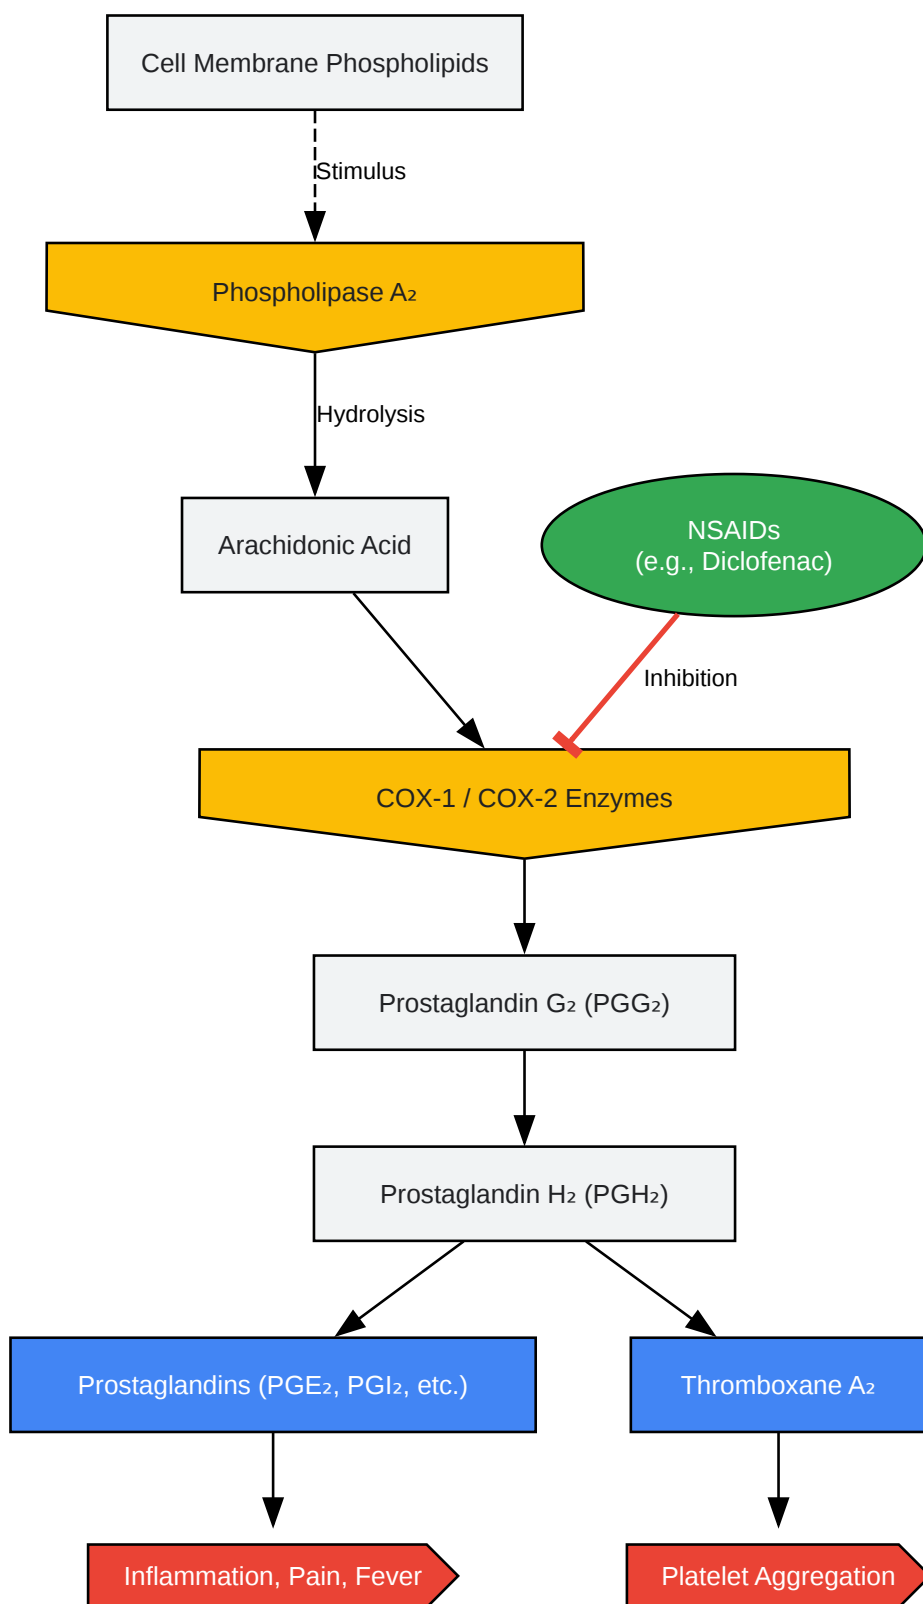 Cell Membrane Phospholipids
Stimulus
Phospholipase A₂
Hydrolysis
Arachidonic Acid
NSAIDs
(e.g., Diclofenac)
Inhibition
COX-1 / COX-2 Enzymes
Prostaglandin G₂ (PGG₂)
Prostaglandin H₂ (PGH₂)
Prostaglandins (PGE₂, PGI₂, etc.)
Thromboxane A₂
Inflammation, Pain, Fever
Platelet Aggregation